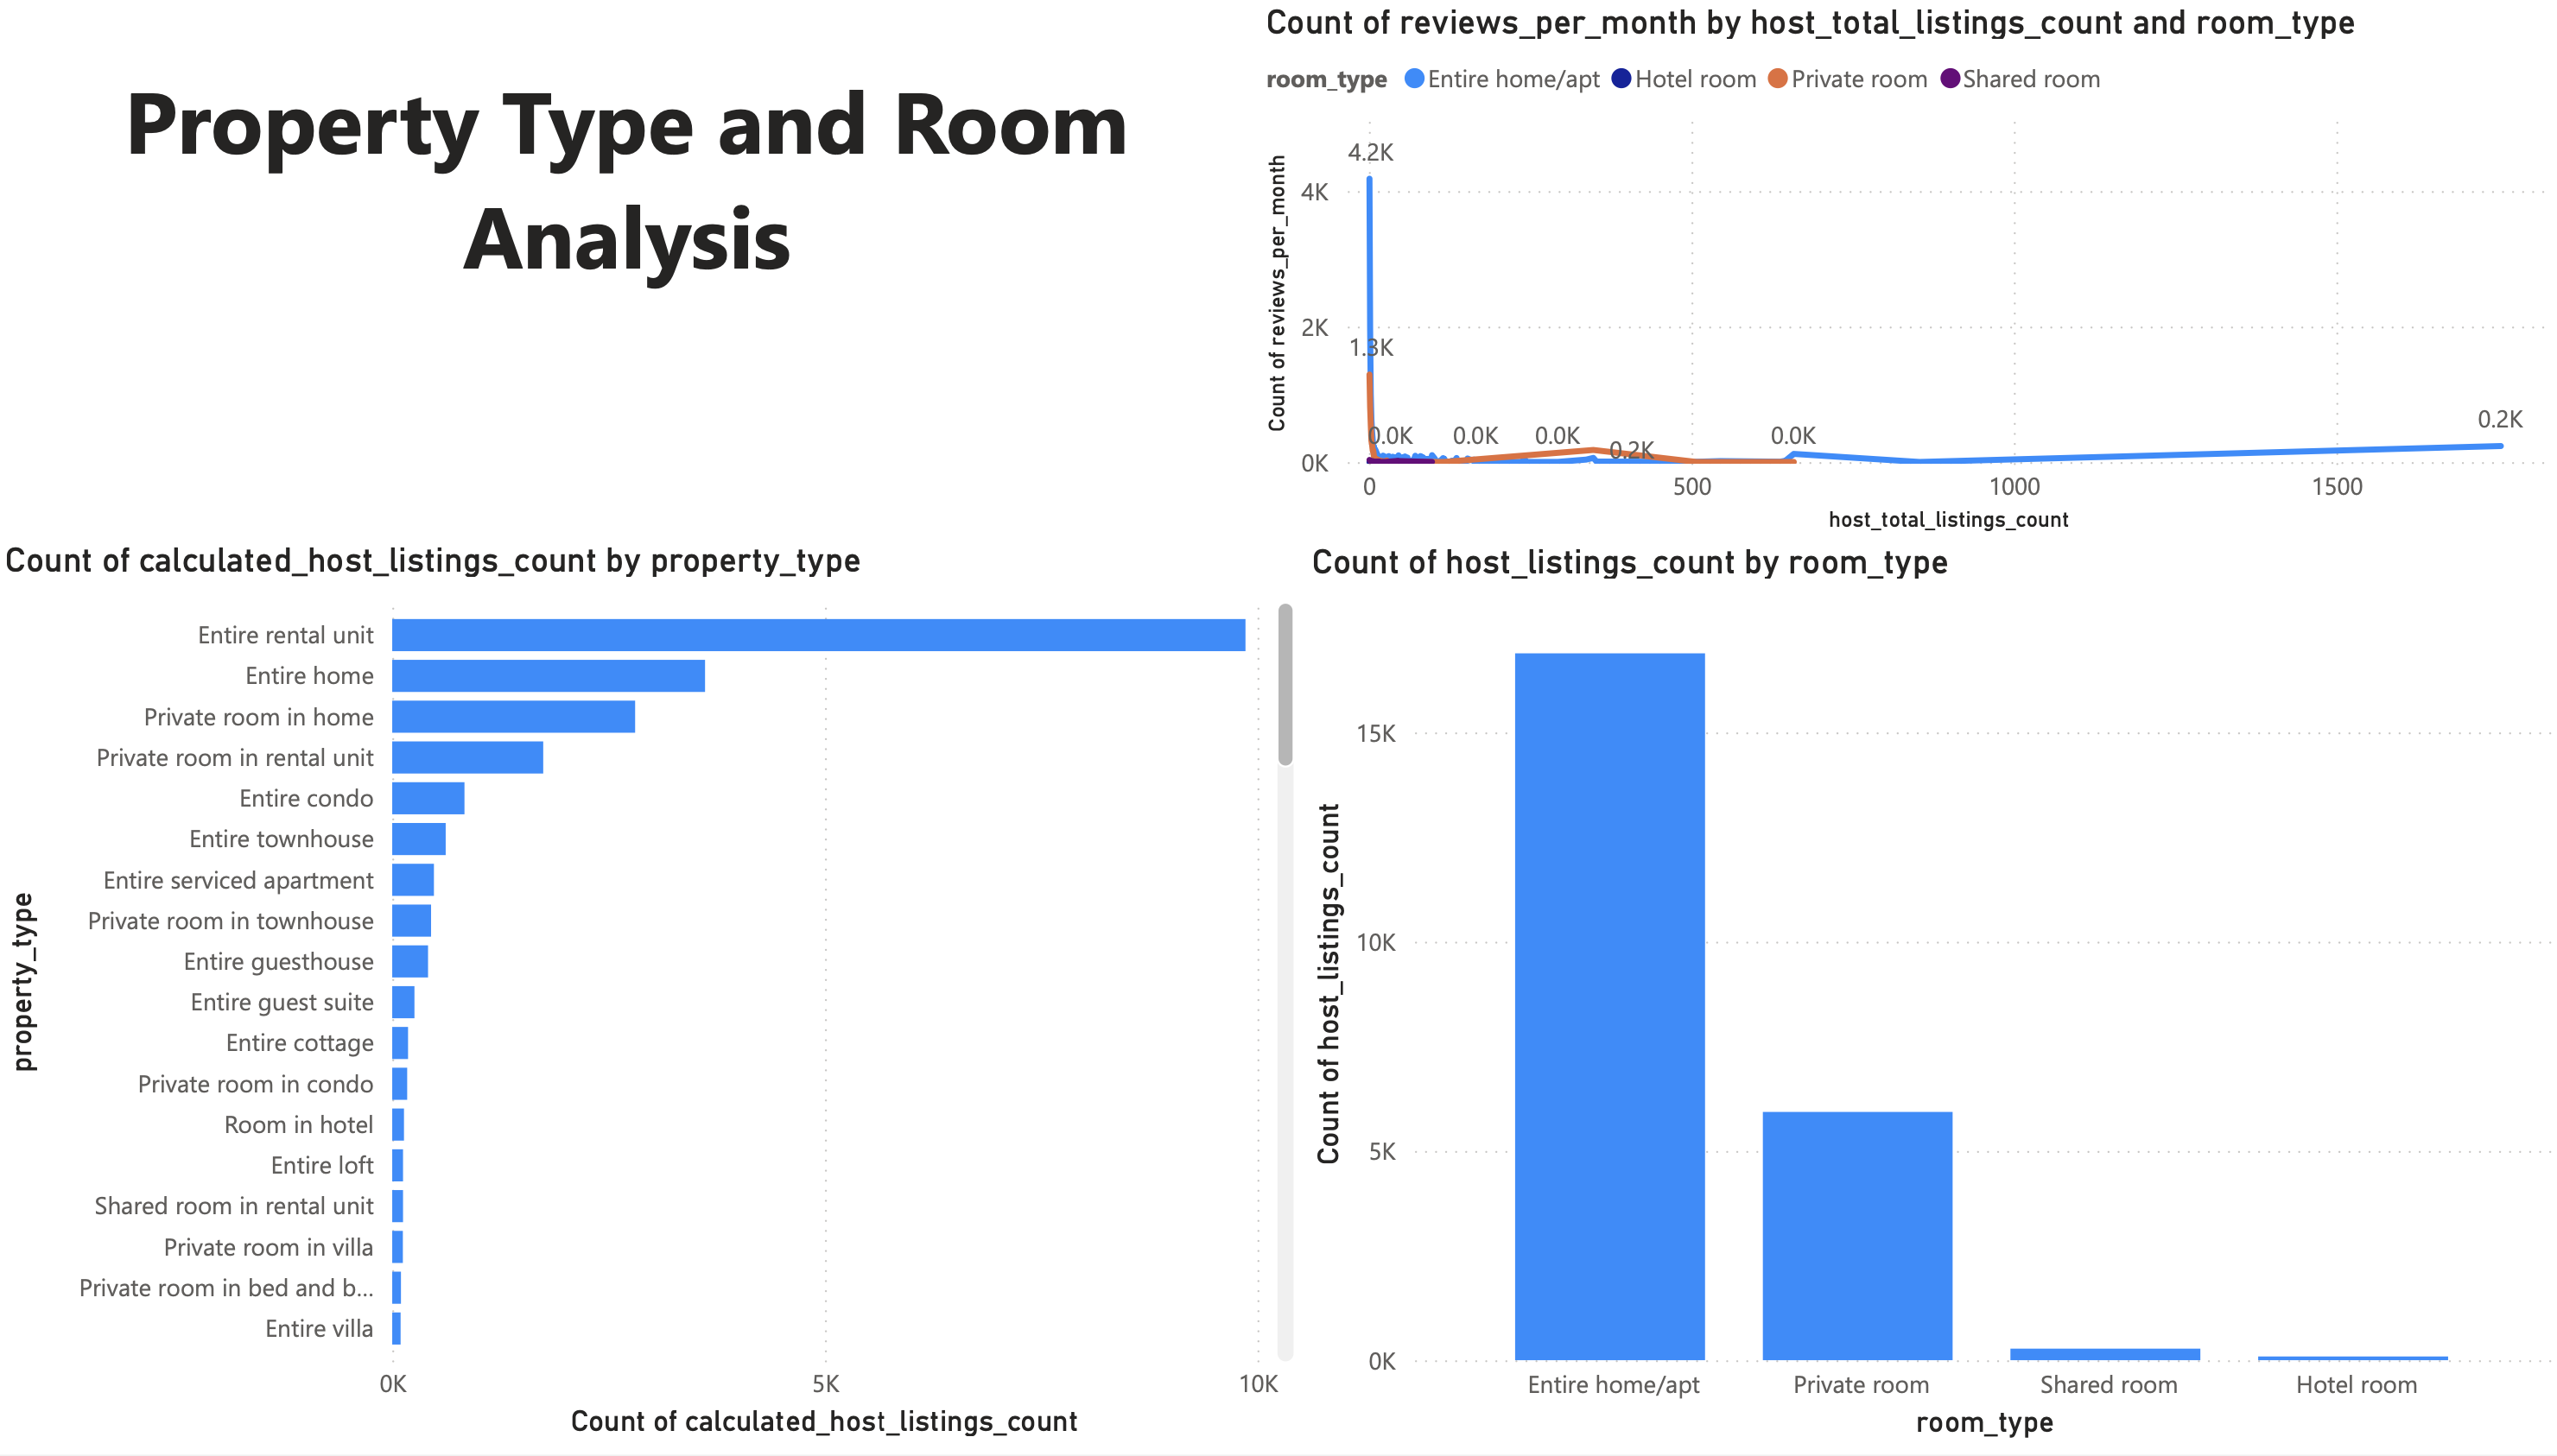 Property Type and Room
Analysis
Count of reviews_per_month by host_total_listings_count and room_type
room_type Entire home/apt Hotel room Private room Shared room
Count of reviews_per_month
4.2K
4K
2K
1.3K
0.0K 0.0K 0.0K 0.2K 0.0K 0.2K
0K
0 500 1000 1500
host_total_listings_count
Count of calculated_host_listings_count by property_type
property_type
Entire rental unit
Entire home
Private room in home
Private room in rental unit
Entire condo
Entire townhouse
Entire serviced apartment
Private room in townhouse
Entire guesthouse
Entire guest suite
Entire cottage
Private room in condo
Room in hotel
Entire loft
Shared room in rental unit
Private room in villa
Private room in bed and b...
Entire villa
0K 5K 10K
Count of calculated_host_listings_count
Count of host_listings_count by room_type
Count of host_listings_count
15K
10K
5K
0K
Entire home/apt Private room Shared room Hotel room
room_type